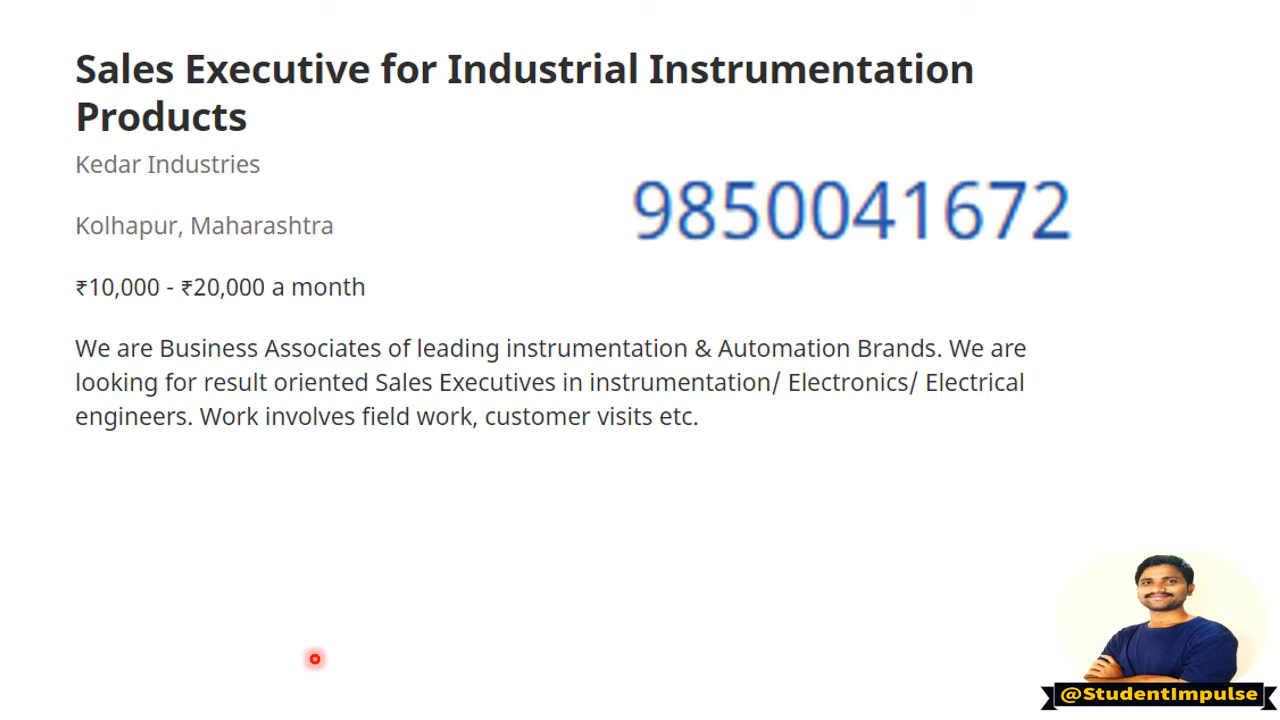 Sales Executive for Industrial Instrumentation
Products
Kedar Industries
9850041672
Kolhapur, Maharashtra
₹10,000 - ₹20,000 a month
We are Business Associates of leading instrumentation & Automation Brands. We are
looking for result oriented Sales Executives in instrumentation/ Electronics/ Electrical
engineers. Work involves field work, customer visits etc.
@StudentImpulse